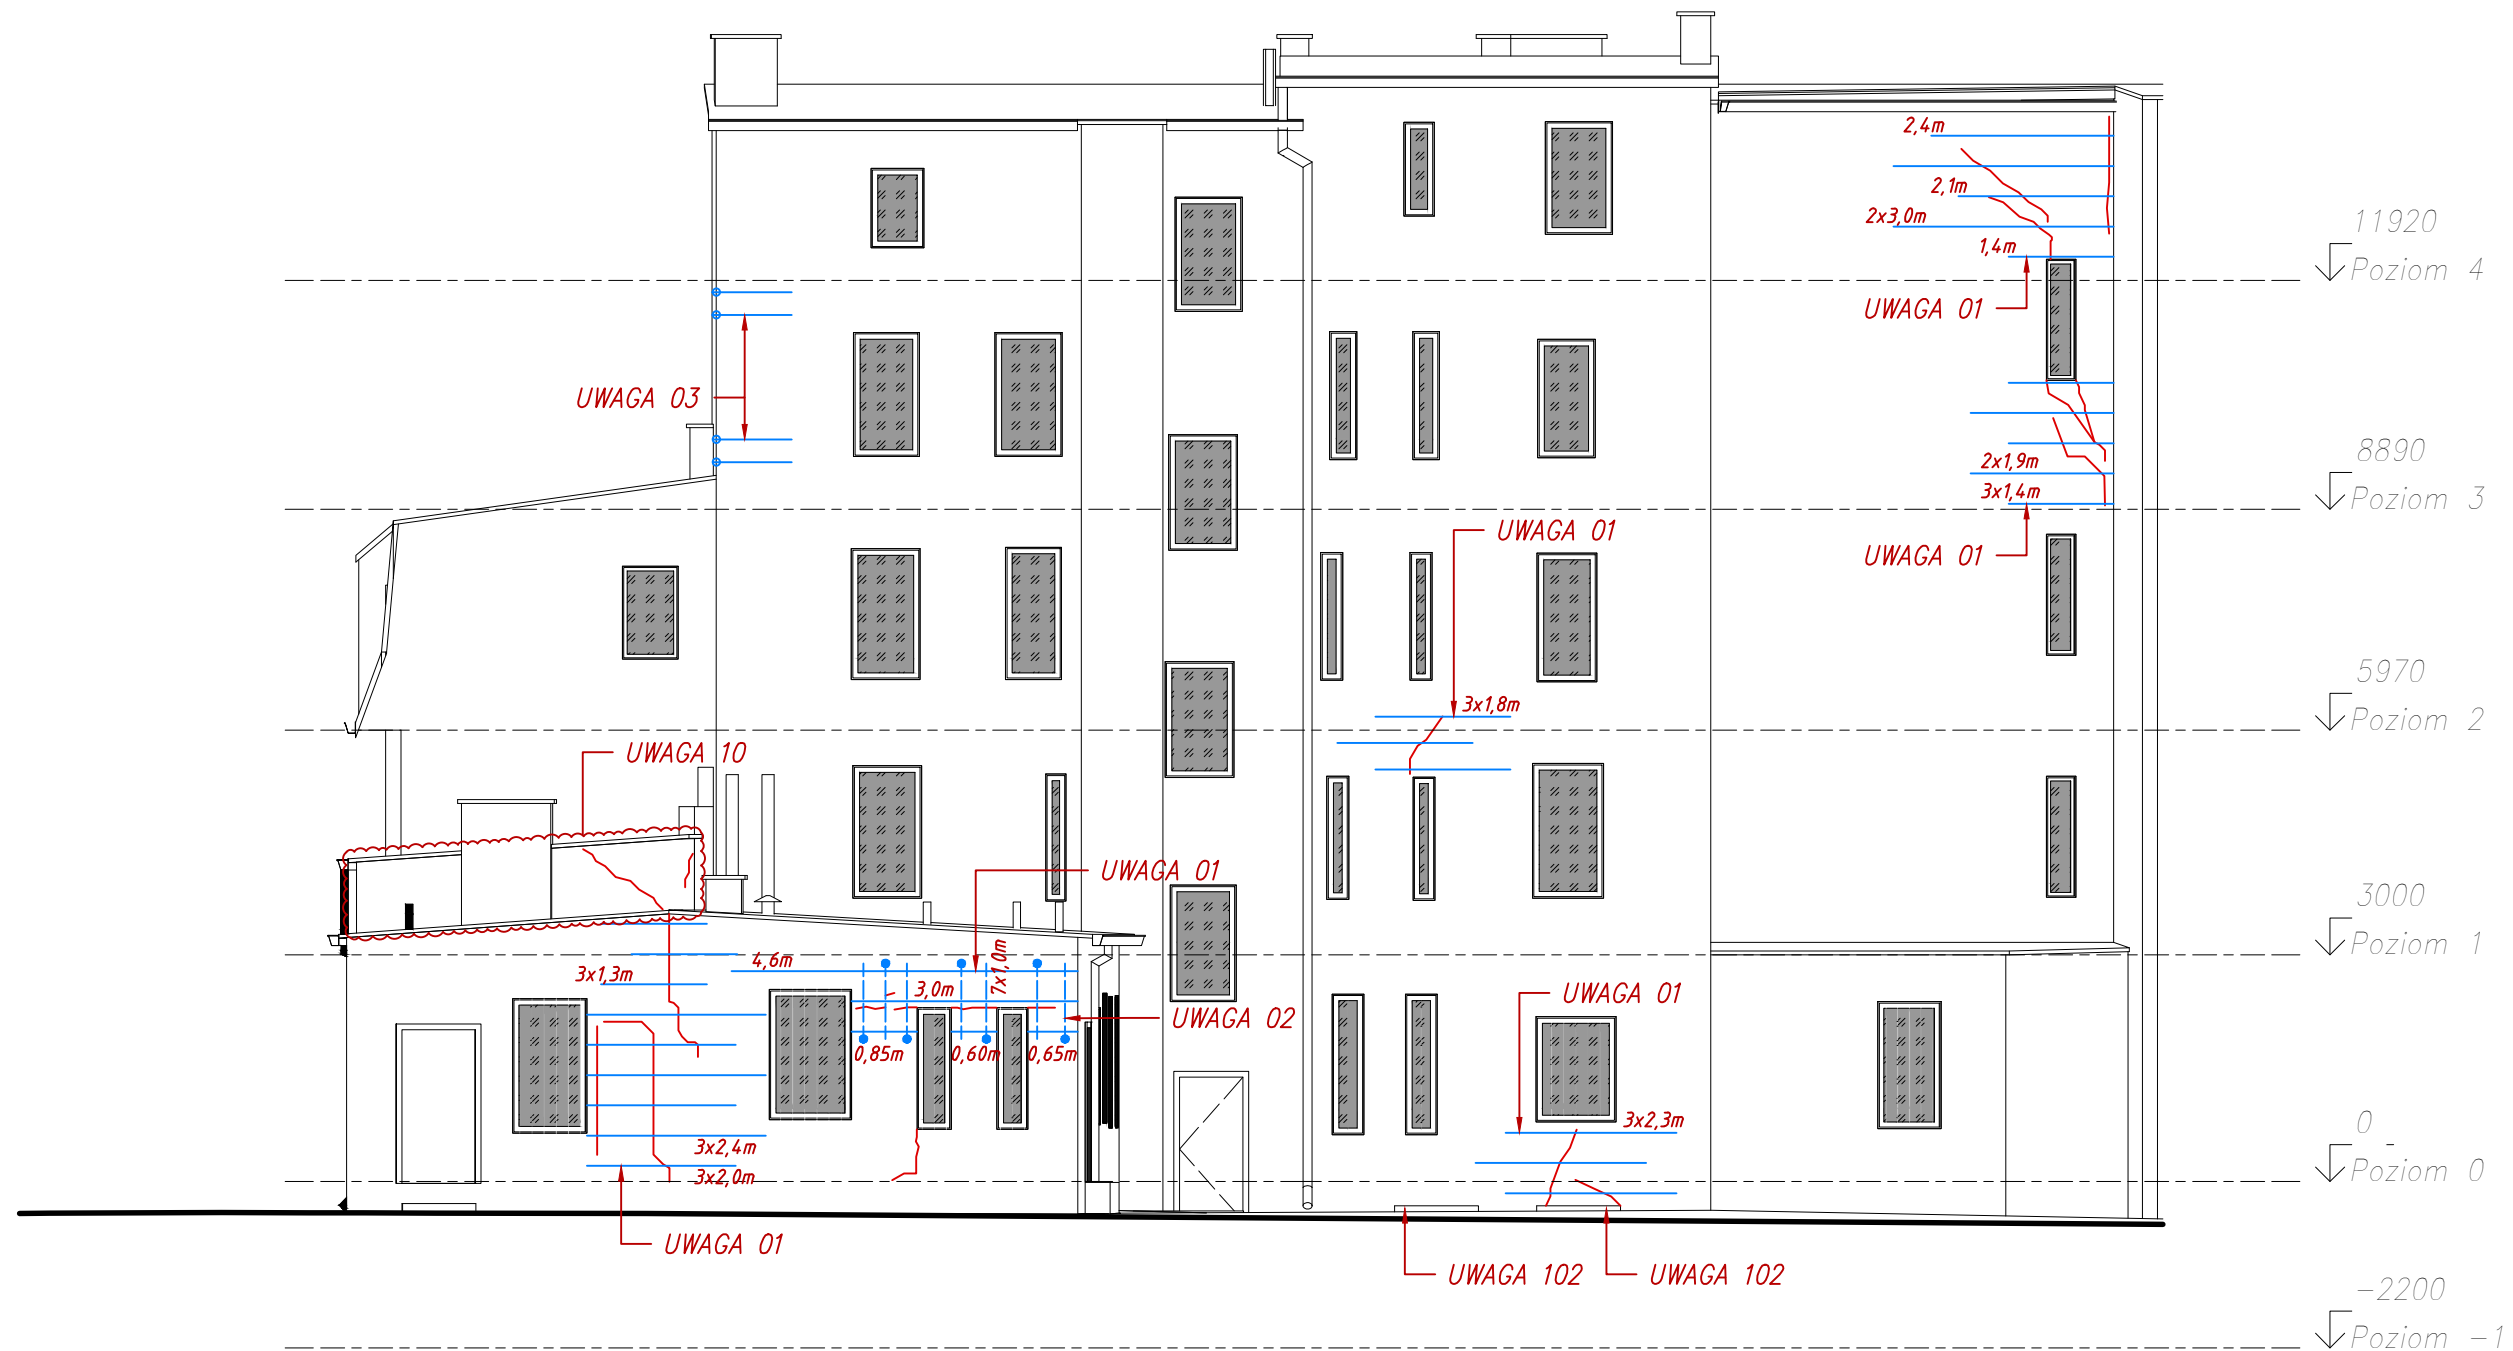 2,4m
2,1m
2x3,0m
11920
1,4m
Poziom 4
UWAGA 01
UWAGA 03
8890
2x1,9m
3x1,4m
Poziom 3
UWAGA 01
UWAGA 01
5970
3x1,8m
Poziom 2
UWAGA 10
UWAGA 01
3000
Poziom 1
4,6m
7x1,0m
3x1,3m
3,0m
UWAGA 01
UWAGA 02
0,85m
0,60m
0,65m
3x2,3m
0
3x2,4m
3x2,0m
Poziom 0
UWAGA 01
UWAGA 102
UWAGA 102
-2200
Poziom -1